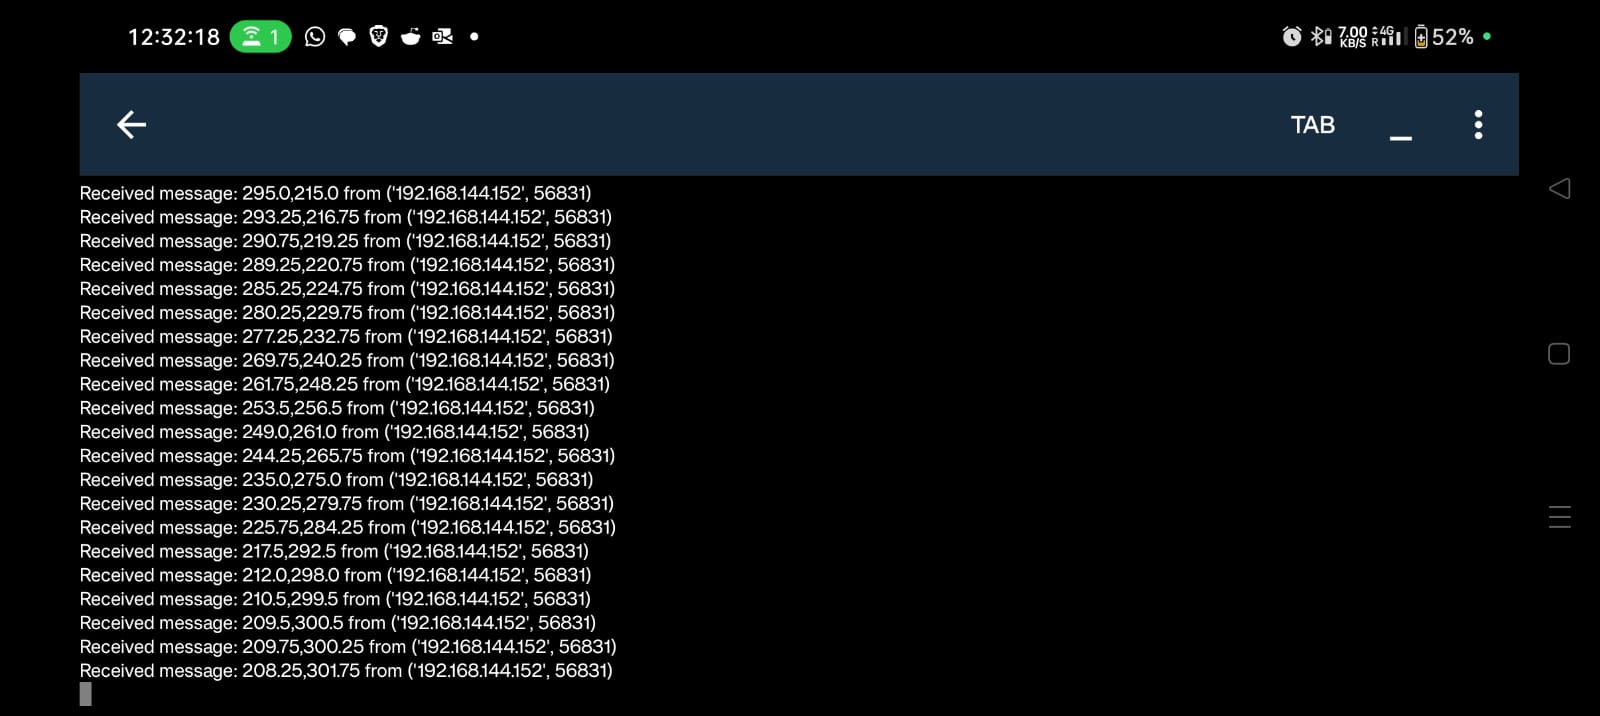 12:32:18 1 7.00 KB/S R 4G 52%
TAB
Received message: 295.0,215.0 from ('192.168.144.152', 56831)
Received message: 293.25,216.75 from ('192.168.144.152', 56831)
Received message: 290.75,219.25 from ('192.168.144.152', 56831)
Received message: 289.25,220.75 from ('192.168.144.152', 56831)
Received message: 285.25,224.75 from ('192.168.144.152', 56831)
Received message: 280.25,229.75 from ('192.168.144.152', 56831)
Received message: 277.25,232.75 from ('192.168.144.152', 56831)
Received message: 269.75,240.25 from ('192.168.144.152', 56831)
Received message: 261.75,248.25 from ('192.168.144.152', 56831)
Received message: 253.5,256.5 from ('192.168.144.152', 56831)
Received message: 249.0,261.0 from ('192.168.144.152', 56831)
Received message: 244.25,265.75 from ('192.168.144.152', 56831)
Received message: 235.0,275.0 from ('192.168.144.152', 56831)
Received message: 230.25,279.75 from ('192.168.144.152', 56831)
Received message: 225.75,284.25 from ('192.168.144.152', 56831)
Received message: 217.5,292.5 from ('192.168.144.152', 56831)
Received message: 212.0,298.0 from ('192.168.144.152', 56831)
Received message: 210.5,299.5 from ('192.168.144.152', 56831)
Received message: 209.5,300.5 from ('192.168.144.152', 56831)
Received message: 209.75,300.25 from ('192.168.144.152', 56831)
Received message: 208.25,301.75 from ('192.168.144.152', 56831)